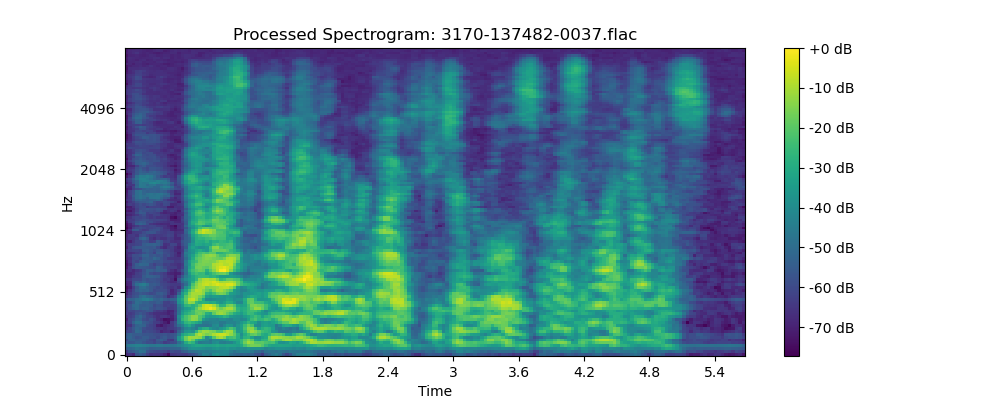 Processed Spectrogram: 3170-137482-0037.flac
4096
2048
1024
512
0
Hz
0 0.6 1.2 1.8 2.4 3 3.6 4.2 4.8 5.4
Time
+0 dB
-10 dB
-20 dB
-30 dB
-40 dB
-50 dB
-60 dB
-70 dB